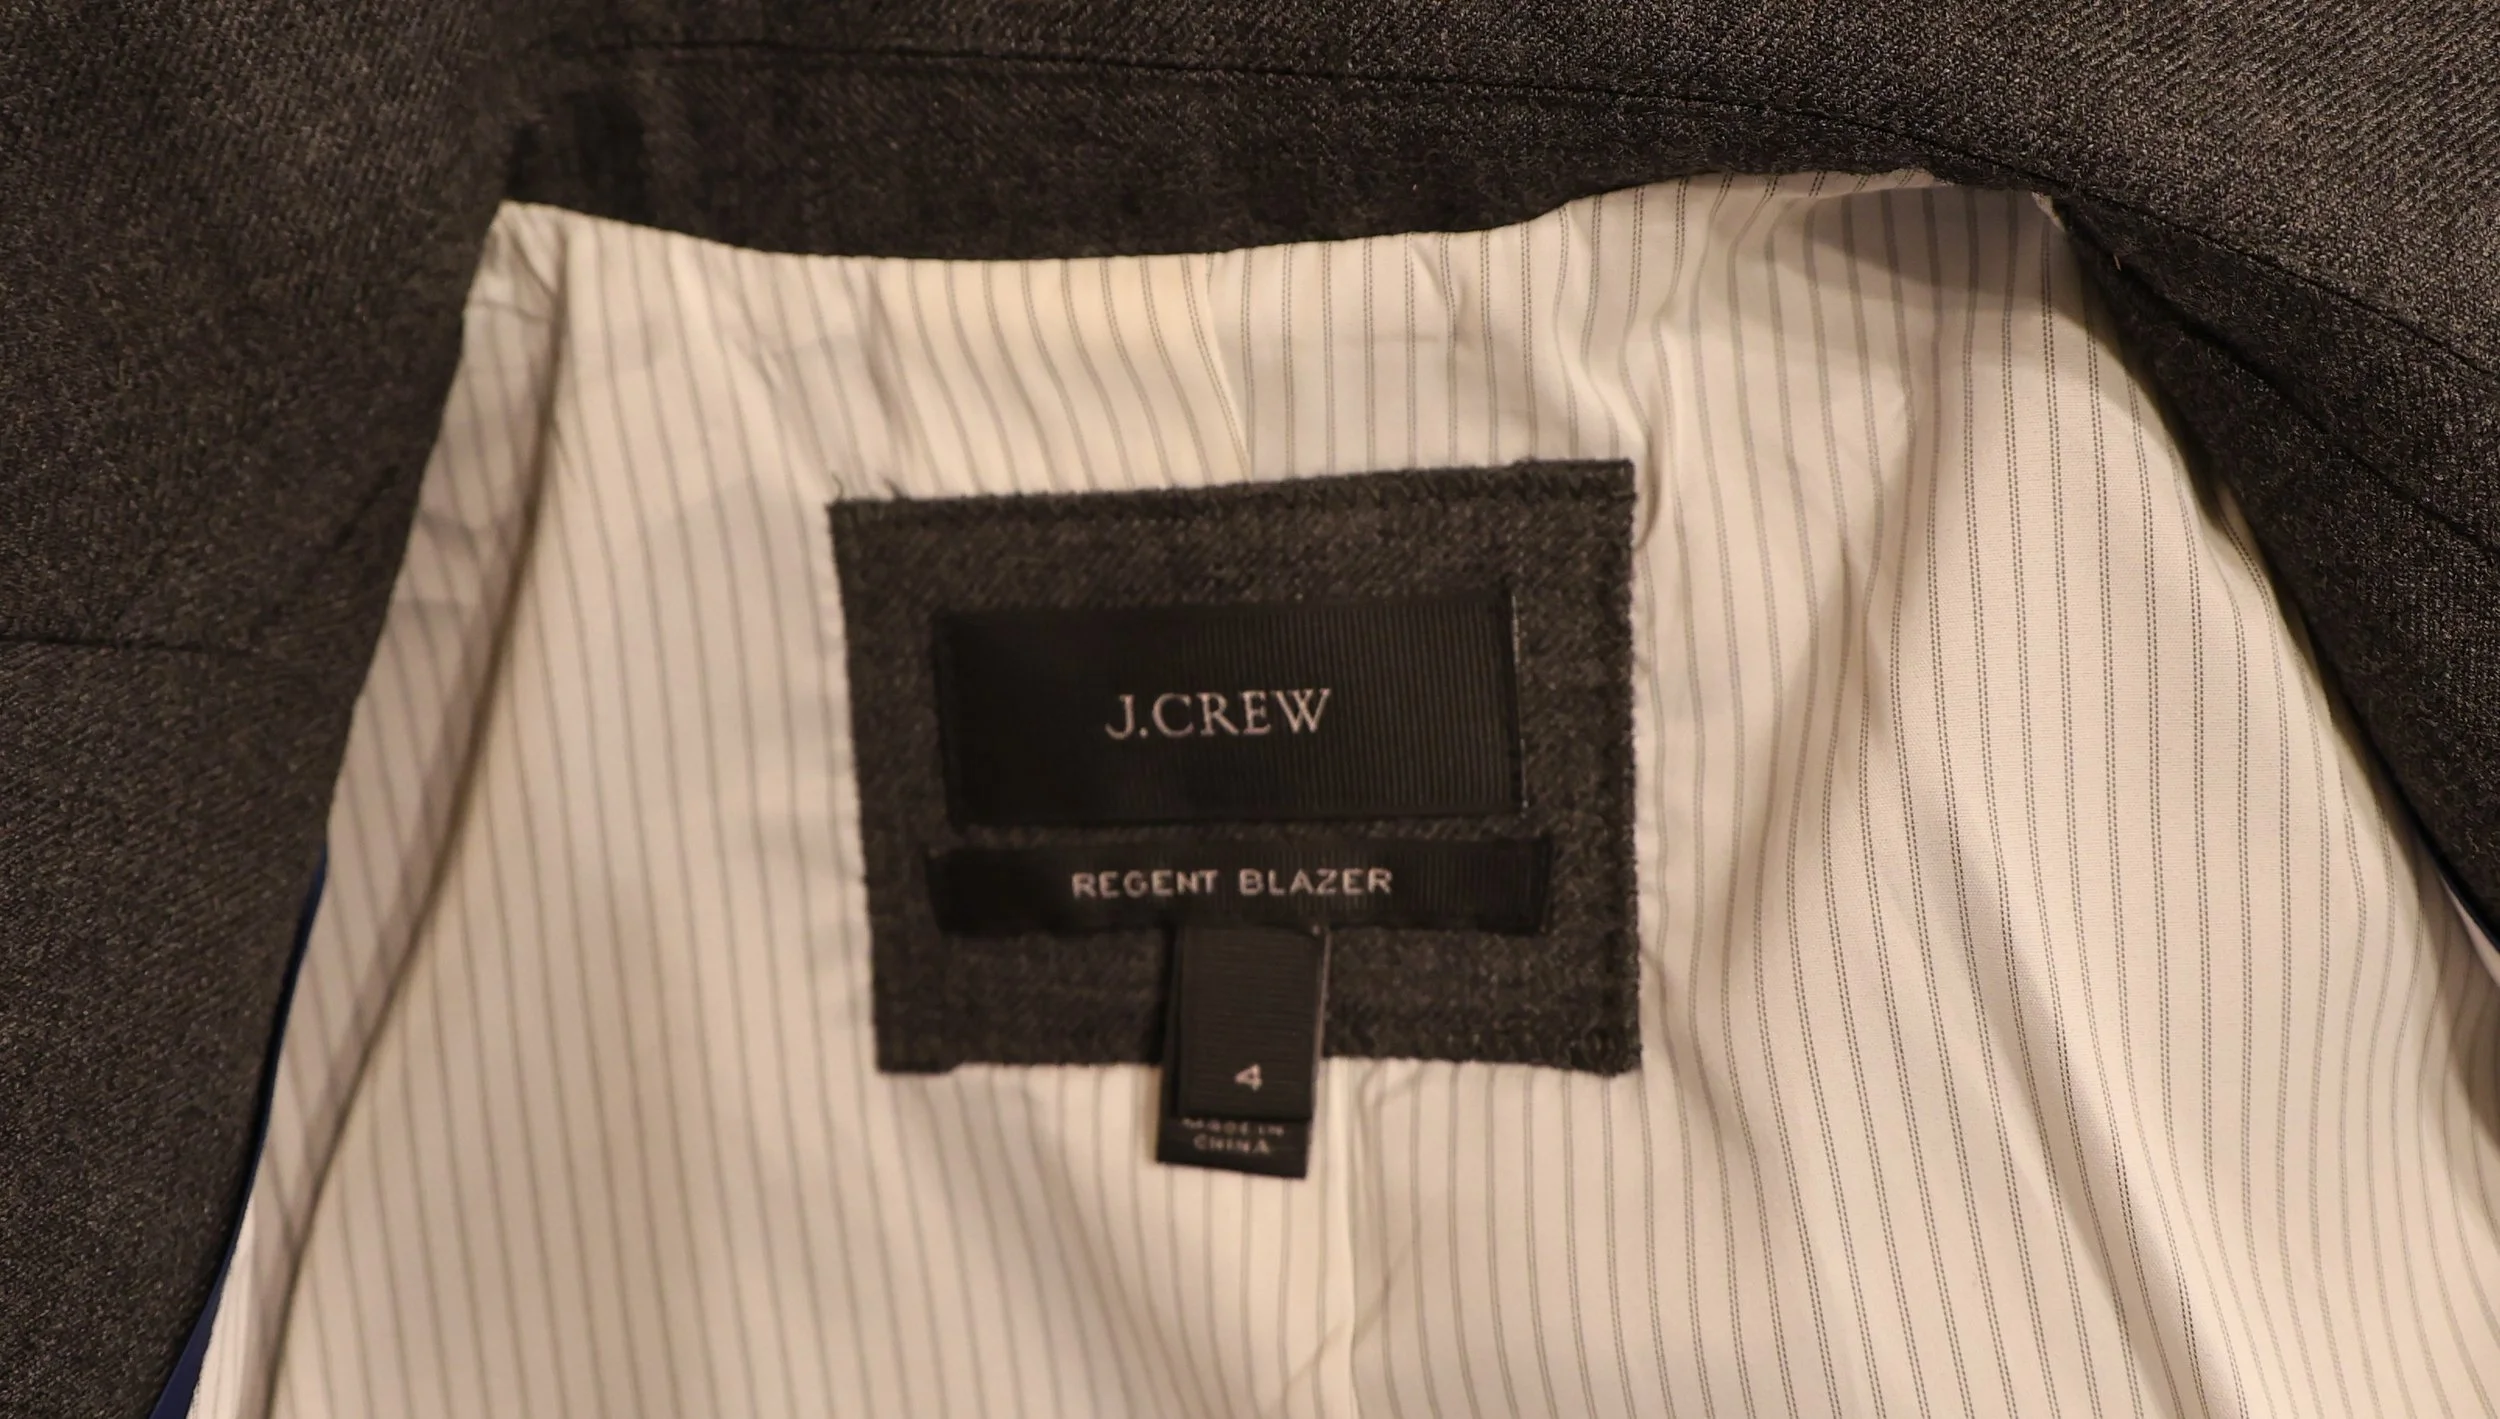 J.CREW
REGENT BLAZER
4
MADE IN
CHINA